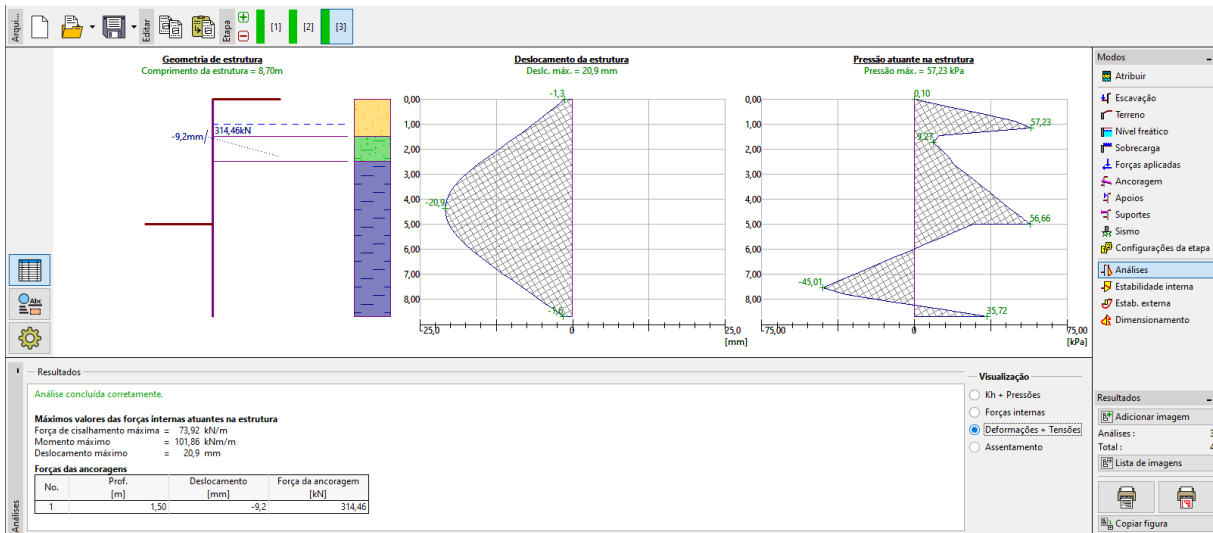 Arqui...
Editar
Etapa
[1]
[2]
[3]
Geometria de estrutura
Comprimento da estrutura = 8,70m
-9,2mm
314,46kN
Deslocamento da estrutura
Deslc. máx. = 20,9 mm
-1,3
0,00
1,00
2,00
3,00
4,00
-20,9
5,00
6,00
7,00
8,00
-1,6
-25,0
0
25,0
[mm]
Pressão atuante na estrutura
Pressão máx. = 57,23 kPa
0,10
0,00
1,00
57,23
9,27
2,00
3,00
4,00
5,00
56,66
6,00
7,00
-45,01
8,00
35,72
-75,00
0
75,00
[kPa]
Modos
Atribuir
Escavação
Terreno
Nível freático
Sobrecarga
Forças aplicadas
Ancoragem
Apoios
Suportes
Sismo
Configurações da etapa
Análises
Estabilidade interna
Estab. externa
Dimensionamento
Abc
Análises
Resultados
Análise concluída corretamente.
Máximos valores das forças internas atuantes na estrutura
Força de cisalhamento máxima = 73,92 kN/m
Momento máximo = 101,86 kNm/m
Deslocamento máximo = 20,9 mm
Forças das ancoragens
No. Prof. Deslocamento Força da ancoragem
[m] [mm] [kN]
1 1,50 -9,2 314,46
Visualização
Kh + Pressões
Forças internas
Deformações + Tensões
Assentamento
Resultados
Adicionar imagem
Análises :
Total :
Lista de imagens
Copiar figura